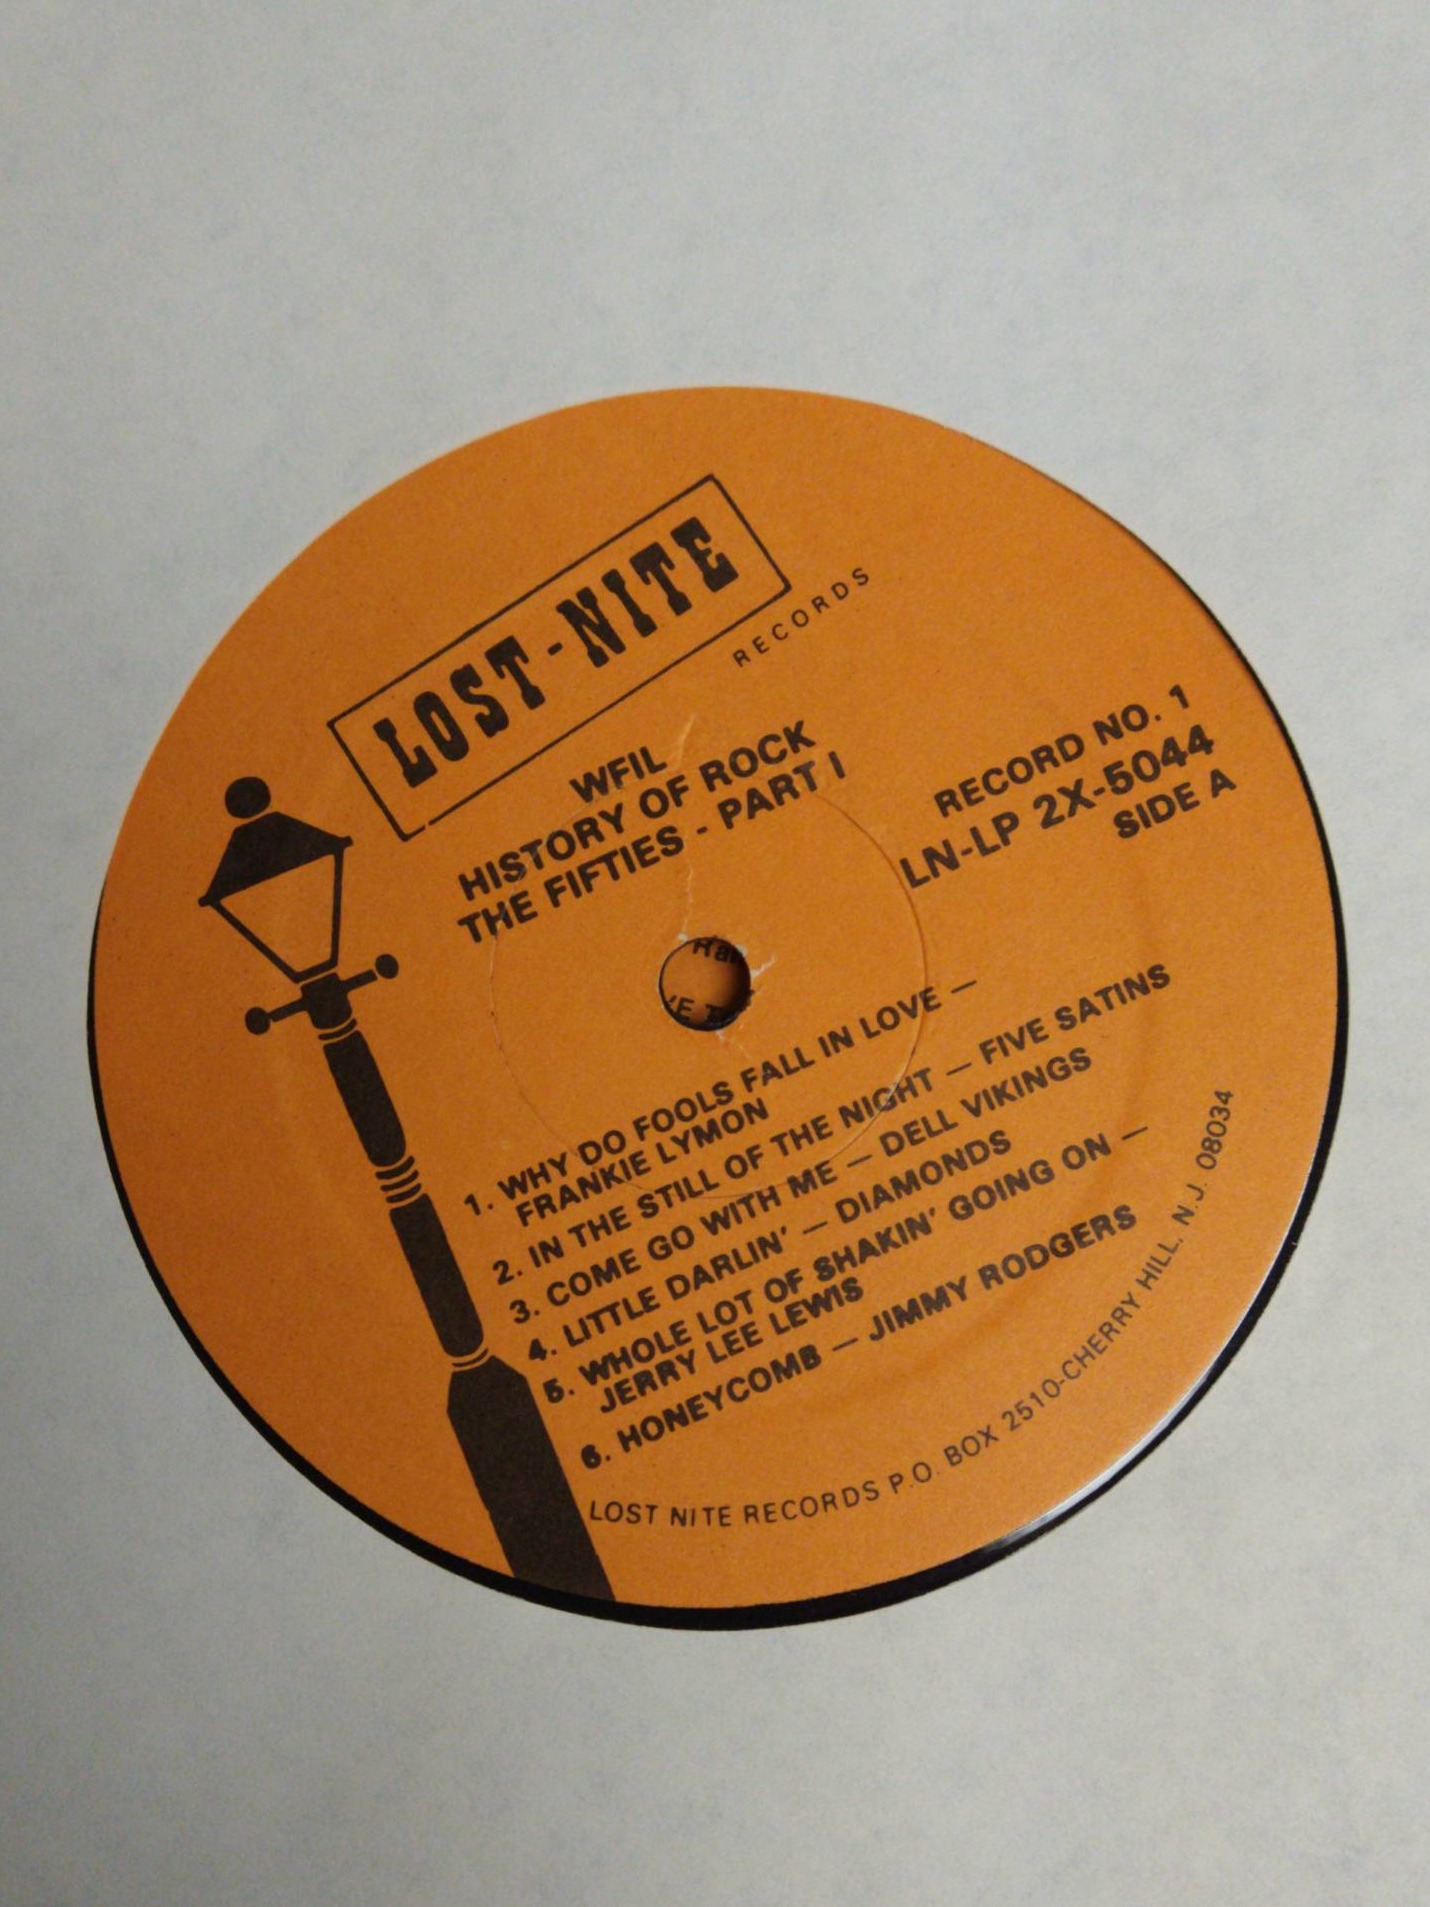 LOST-NITE
RECORDS
WFIL
HISTORY OF ROCK
THE FIFTIES - PART I
RECORD NO. 1
LN-LP 2X-5044
SIDE A
1. WHY DO FOOLS FALL IN LOVE —
FRANKIE LYMON
2. IN THE STILL OF THE NIGHT — FIVE SATINS
3. COME GO WITH ME — DELL VIKINGS
4. LITTLE DARLIN' — DIAMONDS
5. WHOLE LOT OF SHAKIN' GOING ON —
JERRY LEE LEWIS
6. HONEYCOMB — JIMMY RODGERS
LOST NITE RECORDS P.O. BOX 2510-CHERRY HILL, N.J. 08034